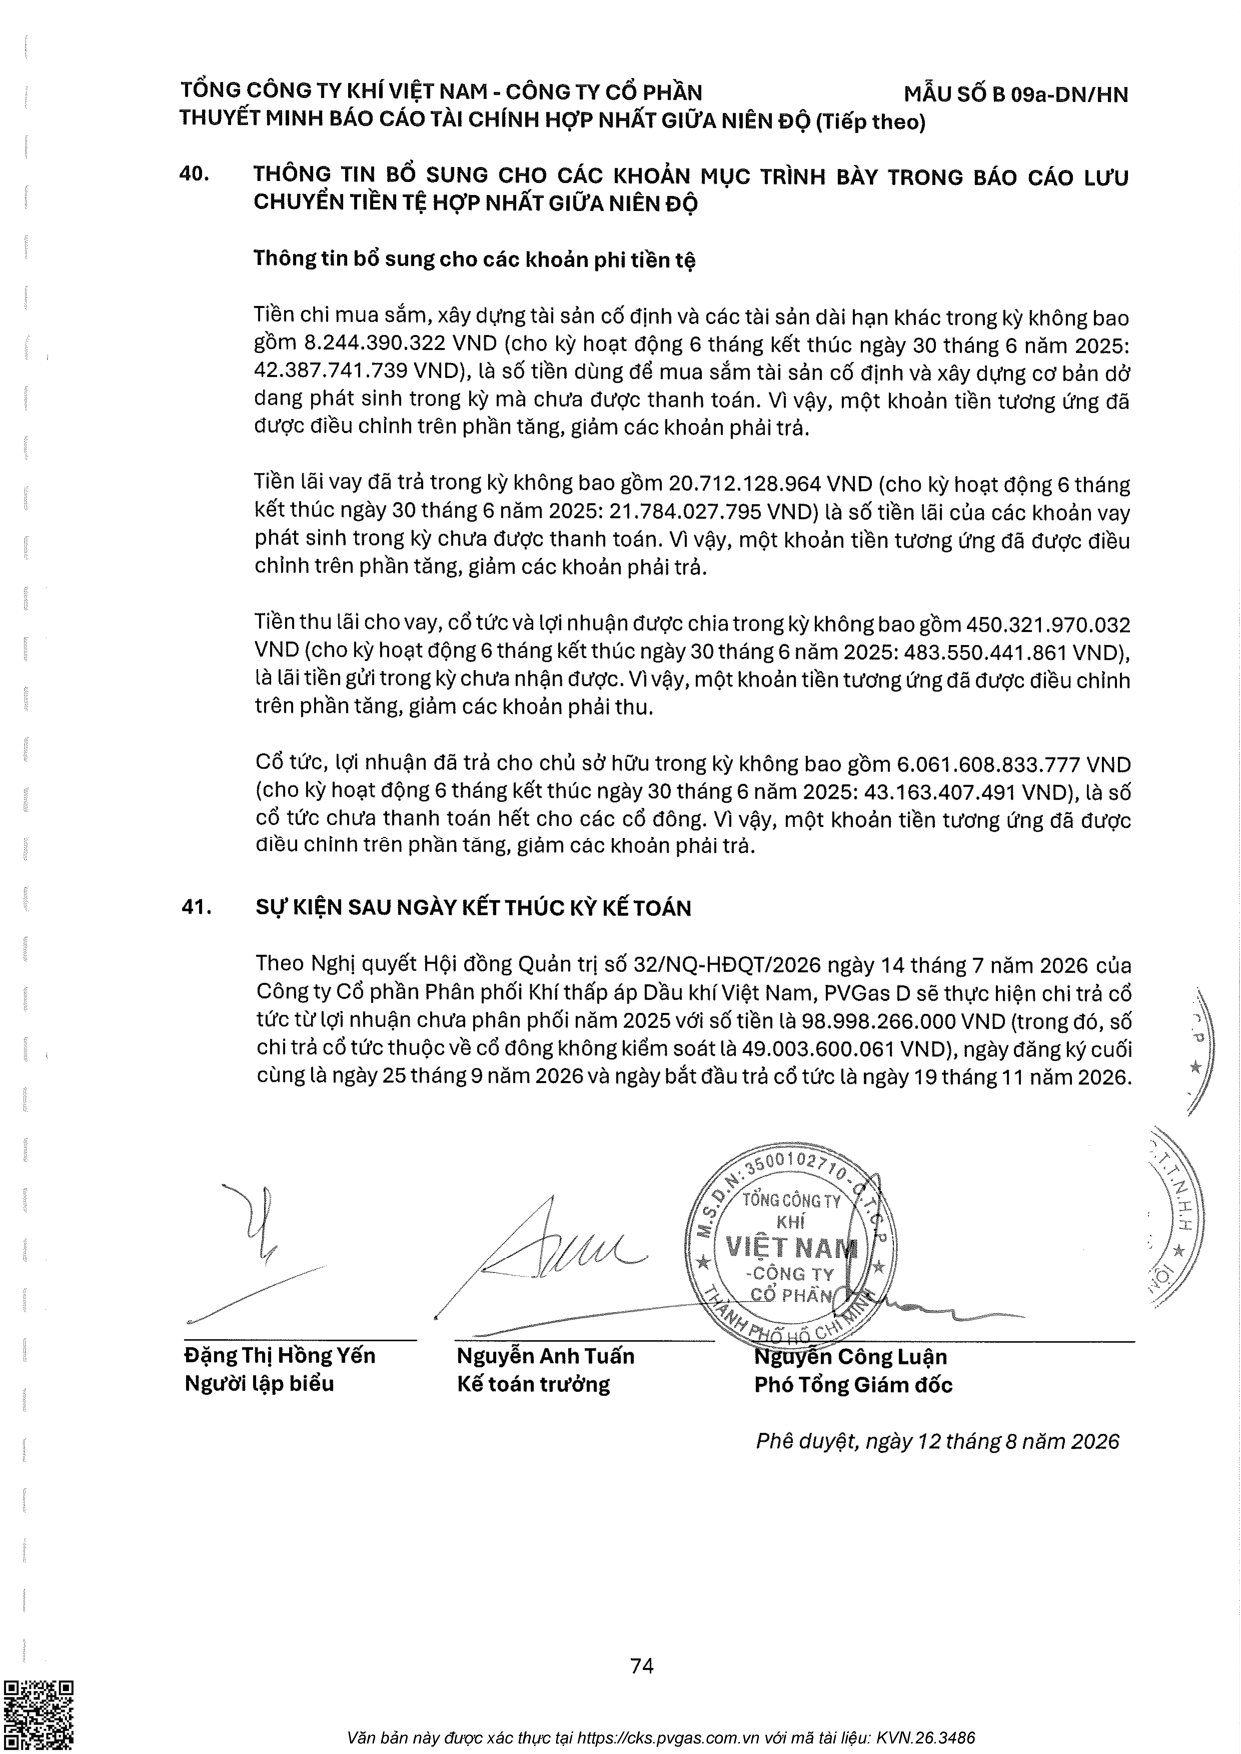 TỔNG CÔNG TY KHÍ VIỆT NAM - CÔNG TY CỔ PHẦN MẪU SỐ B 09a-DN/HN
THUYẾT MINH BÁO CÁO TÀI CHÍNH HỢP NHẤT GIỮA NIÊN ĐỘ (Tiếp theo)
40. THÔNG TIN BỔ SUNG CHO CÁC KHOẢN MỤC TRÌNH BÀY TRONG BÁO CÁO LƯU
CHUYỂN TIỀN TỆ HỢP NHẤT GIỮA NIÊN ĐỘ
Thông tin bổ sung cho các khoản phi tiền tệ
Tiền chi mua sắm, xây dựng tài sản cố định và các tài sản dài hạn khác trong kỳ không bao
gồm 8.244.390.322 VND (cho kỳ hoạt động 6 tháng kết thúc ngày 30 tháng 6 năm 2025:
42.387.741.739 VND), là số tiền dùng để mua sắm tài sản cố định và xây dựng cơ bản dở
dang phát sinh trong kỳ mà chưa được thanh toán. Vì vậy, một khoản tiền tương ứng đã
được điều chỉnh trên phần tăng, giảm các khoản phải trả.
Tiền lãi vay đã trả trong kỳ không bao gồm 20.712.128.964 VND (cho kỳ hoạt động 6 tháng
kết thúc ngày 30 tháng 6 năm 2025: 21.784.027.795 VND) là số tiền lãi của các khoản vay
phát sinh trong kỳ chưa được thanh toán. Vì vậy, một khoản tiền tương ứng đã được điều
chỉnh trên phần tăng, giảm các khoản phải trả.
Tiền thu lãi cho vay, cổ tức và lợi nhuận được chia trong kỳ không bao gồm 450.321.970.032
VND (cho kỳ hoạt động 6 tháng kết thúc ngày 30 tháng 6 năm 2025: 483.550.441.861 VND),
là lãi tiền gửi trong kỳ chưa nhận được. Vì vậy, một khoản tiền tương ứng đã được điều chỉnh
trên phần tăng, giảm các khoản phải thu.
Cổ tức, lợi nhuận đã trả cho chủ sở hữu trong kỳ không bao gồm 6.061.608.833.777 VND
(cho kỳ hoạt động 6 tháng kết thúc ngày 30 tháng 6 năm 2025: 43.163.407.491 VND), là số
cổ tức chưa thanh toán hết cho các cổ đông. Vì vậy, một khoản tiền tương ứng đã được
điều chỉnh trên phần tăng, giảm các khoản phải trả.
41. SỰ KIỆN SAU NGÀY KẾT THÚC KỲ KẾ TOÁN
Theo Nghị quyết Hội đồng Quản trị số 32/NQ-HĐQT/2026 ngày 14 tháng 7 năm 2026 của
Công ty Cổ phần Phân phối Khí thấp áp Dầu khí Việt Nam, PVGas D sẽ thực hiện chi trả cổ
tức từ lợi nhuận chưa phân phối năm 2025 với số tiền là 98.998.266.000 VND (trong đó, số
chi trả cổ tức thuộc về cổ đông không kiểm soát là 49.003.600.061 VND), ngày đăng ký cuối
cùng là ngày 25 tháng 9 năm 2026 và ngày bắt đầu trả cổ tức là ngày 19 tháng 11 năm 2026.
M.S.D.N: 3500102710-C.T.C.P
TỔNG CÔNG TY
KHÍ
VIỆT NAM
-CÔNG TY
CỔ PHẦN
THÀNH PHỐ HỒ CHÍ MINH
C.P
C.T.T.N.H.H
NỘI
Đặng Thị Hồng Yến Nguyễn Anh Tuấn Nguyễn Công Luận
Người lập biểu Kế toán trưởng Phó Tổng Giám đốc
Phê duyệt, ngày 12 tháng 8 năm 2026
74
Văn bản này được xác thực tại https://cks.pvgas.com.vn với mã tài liệu: KVN.26.3486